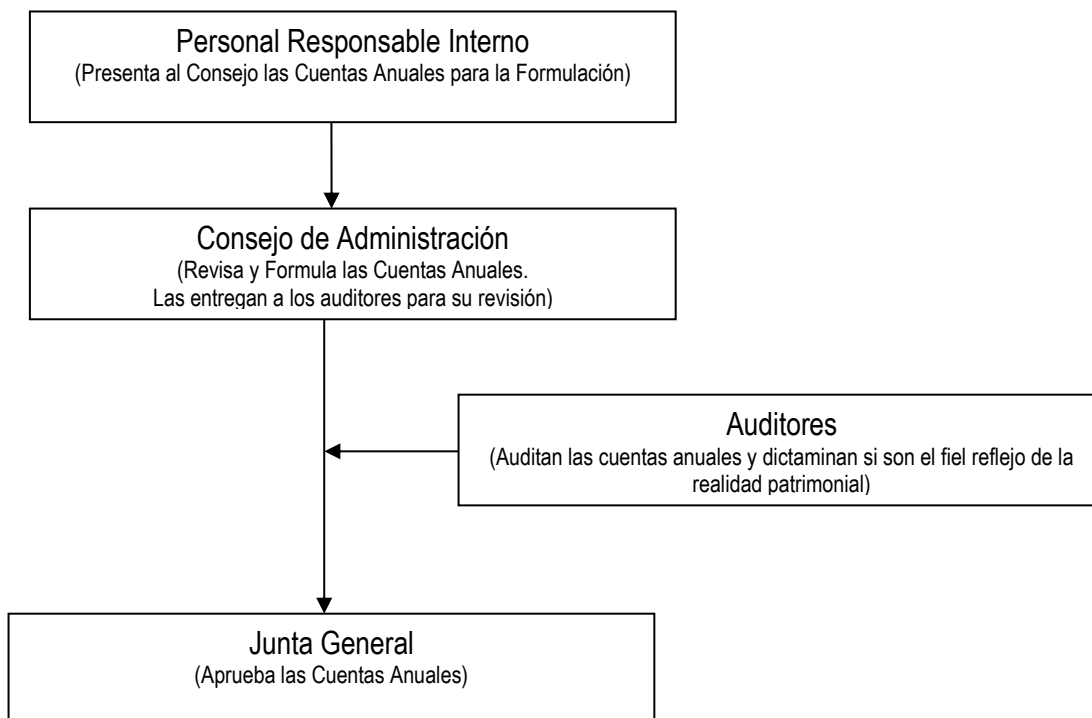 Personal Responsable Interno
(Presenta al Consejo las Cuentas Anuales para la Formulación)
Consejo de Administración
(Revisa y Formula las Cuentas Anuales.
Las entregan a los auditores para su revisión)
Auditores
(Auditan las cuentas anuales y dictaminan si son el fiel reflejo de la
realidad patrimonial)
Junta General
(Aprueba las Cuentas Anuales)